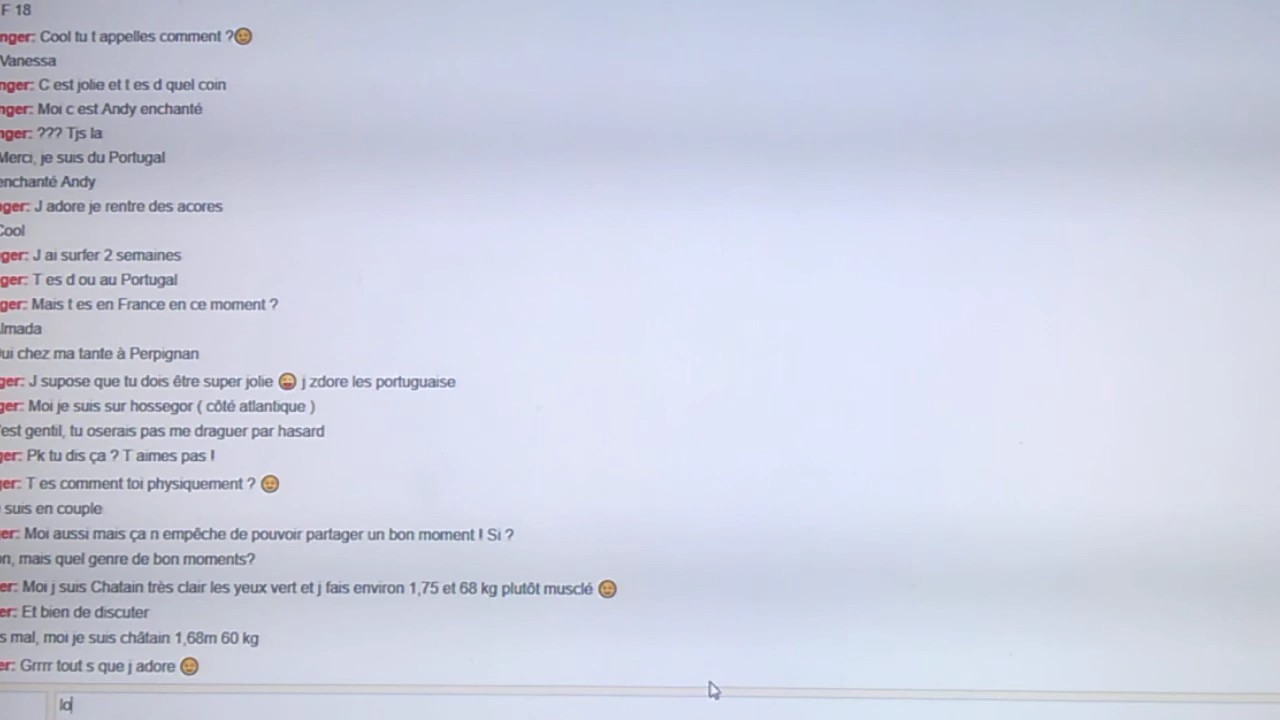 F 18
nger: Cool tu t appelles comment ?
Vanessa
nger: C est jolie et t es d quel coin
nger: Moi c est Andy enchanté
nger: ??? Tjs la
Merci, je suis du Portugal
enchanté Andy
nger: J adore je rentre des acores
Cool
ger: J ai surfer 2 semaines
ger: T es d ou au Portugal
ger: Mais t es en France en ce moment ?
lmada
ui chez ma tante à Perpignan
ger: J supose que tu dois être super jolie 😜 j zdore les portuguaise
ger: Moi je suis sur hossegor ( côté atlantique )
'est gentil, tu oserais pas me draguer par hasard
ger: Pk tu dis ça ? T aimes pas !
ger: T es comment toi physiquement ?
suis en couple
er: Moi aussi mais ça n empêche de pouvoir partager un bon moment ! Si ?
on, mais quel genre de bon moments?
er: Moi j suis Chatain très clair les yeux vert et j fais environ 1,75 et 68 kg plutôt musclé
er: Et bien de discuter
s mal, moi je suis châtain 1,68m 60 kg
er: Grrrr tout s que j adore
lo